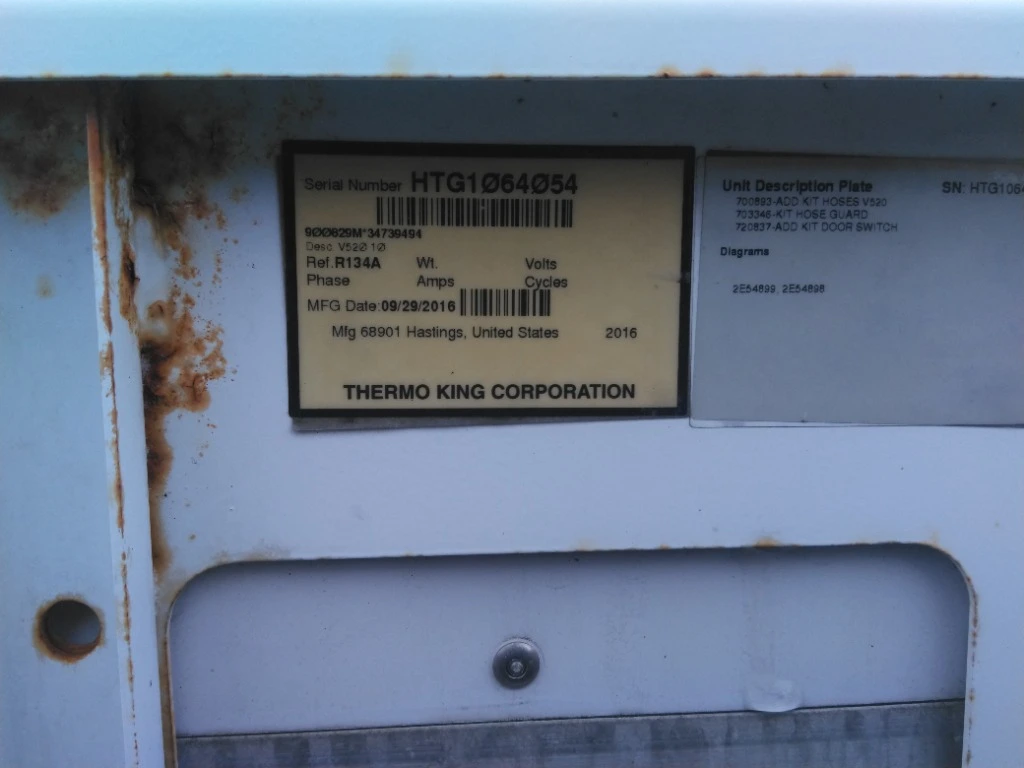 Serial Number HTG1Ø64Ø54
9ØØ629M*34739494
Desc V52Ø 1Ø
Ref.R134A Wt. Volts
Phase Amps Cycles
MFG Date:09/29/2016
Mfg 68901 Hastings, United States 2016
THERMO KING CORPORATION
Unit Description Plate SN: HTG1064
700893-ADD KIT HOSES V520
703346-KIT HOSE GUARD
720837-ADD KIT DOOR SWITCH
Diagrams
2E54899, 2E54898